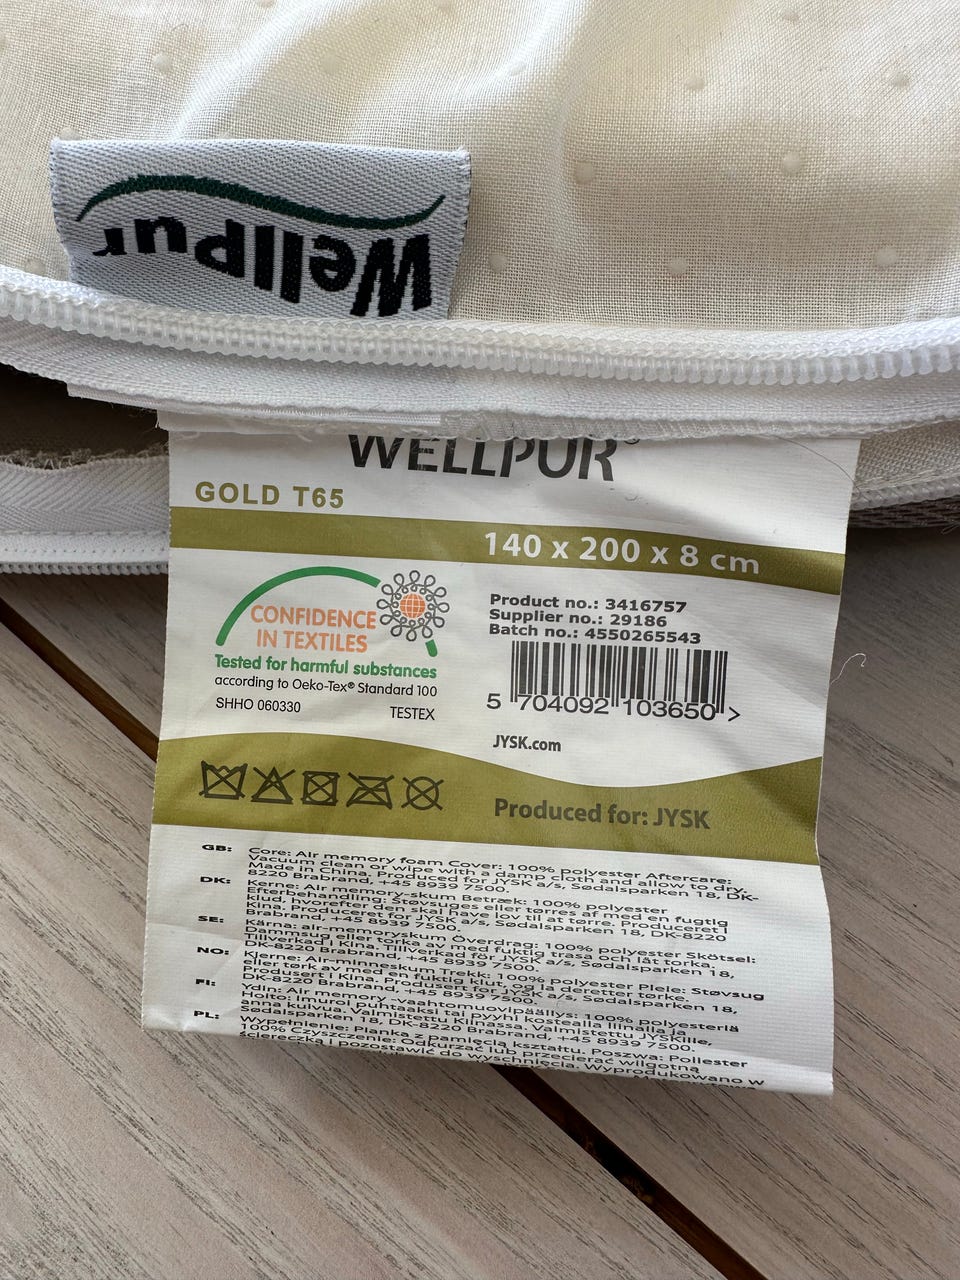 Wellpur
WELLPUR®
GOLD T65
140 x 200 x 8 cm
CONFIDENCE
IN TEXTILES
Tested for harmful substances
according to Oeko-Tex® Standard 100
SHHO 060330 TESTEX
Product no.: 3416757
Supplier no.: 29186
Batch no.: 4550265543
5 704092 103650 >
JYSK.com
Produced for: JYSK
GB: Core: Air memory foam Cover: 100% polyester Aftercare:
Vacuum clean or wipe with a damp cloth and allow to dry.
Made in China. Produced for JYSK a/s, Sødalsparken 18, DK-
8220 Brabrand, +45 8939 7500.
DK: Kerne: Air memory-skum Betræk: 100% polyester
Efterbehandling: Støvsuges eller tørres af med en fugtig
klud, hvorefter den skal have lov til at tørre. Produceret i
Kina. Produceret for JYSK a/s, Sødalsparken 18, DK-8220
Brabrand, +45 8939 7500.
SE: Kärna: air-memoryskum Överdrag: 100% polyester Skötsel:
Dammsug eller torka av med fuktig trasa och låt torka.
Tillverkad i Kina. Tillverkad för JYSK a/s, Sødalsparken 18,
DK-8220 Brabrand, +45 8939 7500.
NO: Kjerne: Air-minneskum Trekk: 100% polyester Pleie: Støvsug
eller tørk av med en fuktig klut, og la deretter tørke.
Produsert i Kina. Produsert for JYSK a/s, Sødalsparken 18,
DK-8220 Brabrand, +45 8939 7500.
FI: Ydin: Air memory -vaahtomuovipäällys: 100% polyesteriä
Hoito: Imuroi puhtaaksi tai pyyhi kostealla liinalla ja
anna kuivua. Valmistettu Kiinassa. Valmistettu JYSKille,
Sødalsparken 18, DK-8220 Brabrand, +45 8939 7500.
PL: Wypełnienie: Pianka z pamięcią kształtu. Poszwa: Poliester
100% Czyszczenie: Odkurzać lub przecierać wilgotną
ściereczką i pozostawić do wyschnięcia. Wyprodukowano w